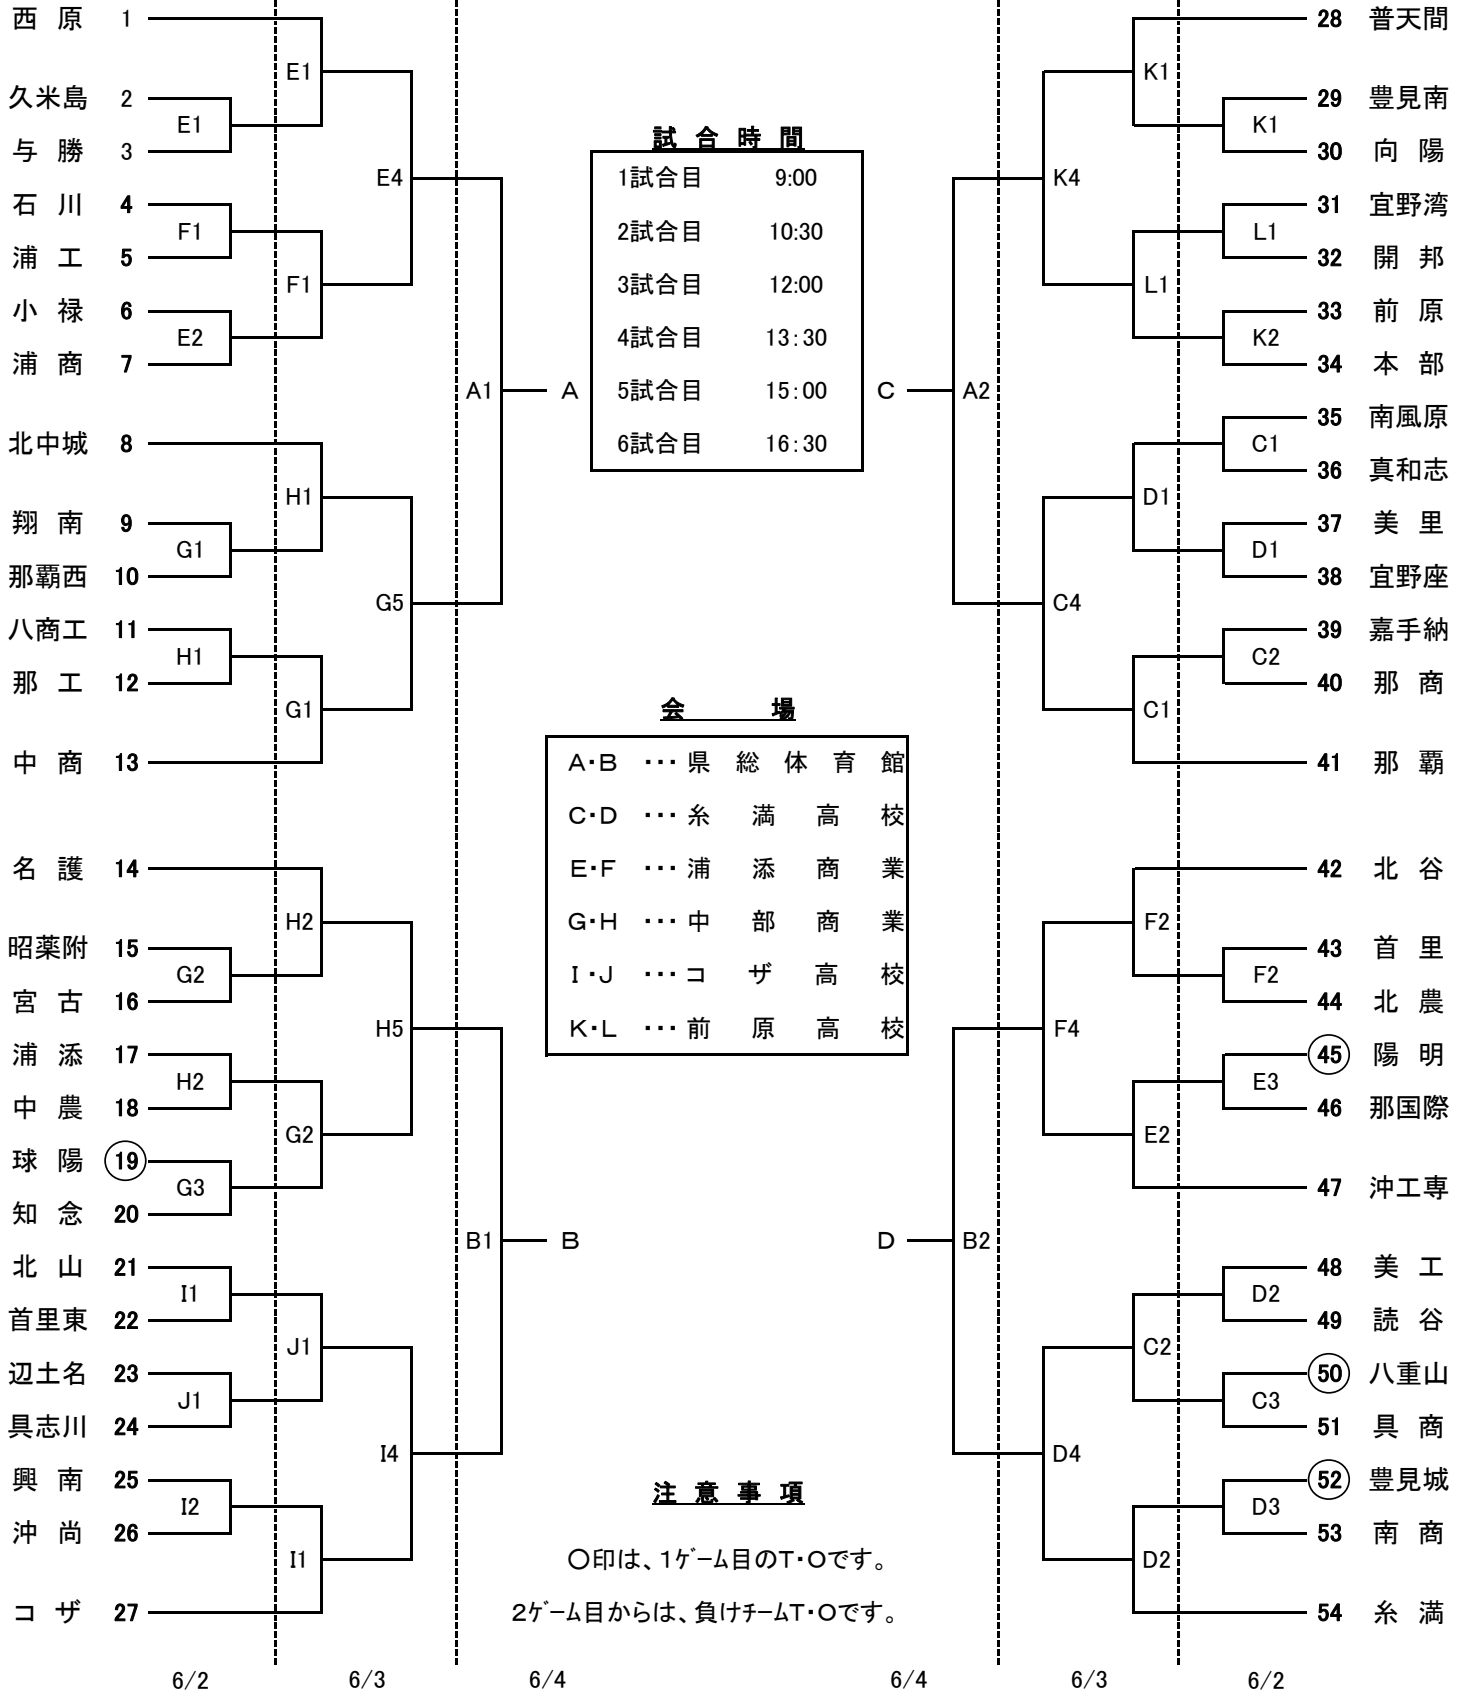 西原 1
E1
久米島 2
E1
与勝 3
E4
石川 4
F1
浦工 5
F1
小禄 6
E2
浦商 7
A1 A
北中城 8
H1
翔南 9
G1
那覇西 10
G5
八商工 11
H1
那工 12
G1
中商 13
名護 14
H2
昭薬附 15
G2
宮古 16
H5
浦添 17
H2
中農 18
G2
球陽 19
G3
知念 20
B1 B
北山 21
I1
首里東 22
J1
辺土名 23
J1
具志川 24
I4
興南 25
I2
沖尚 26
I1
コザ 27
6/2 6/3 6/4
試合時間
1試合目 9:00
2試合目 10:30
3試合目 12:00
4試合目 13:30
5試合目 15:00
6試合目 16:30
会場
A・B ・・・県総体育館
C・D ・・・糸満高校
E・F ・・・浦添商業
G・H ・・・中部商業
I・J ・・・コザ高校
K・L ・・・前原高校
注意事項
○印は、1ｹﾞｰﾑ目のT・Oです。
2ｹﾞｰﾑ目からは、負けﾁｰﾑT・Oです。
28 普天間
K1
29 豊見南
K1
30 向陽
K4
31 宜野湾
L1
32 開邦
L1
33 前原
K2
34 本部
C A2
35 南風原
C1
36 真和志
D1
37 美里
D1
38 宜野座
C4
39 嘉手納
C2
40 那商
C1
41 那覇
42 北谷
F2
43 首里
F2
44 北農
F4
45 陽明
E3
46 那国際
E2
47 沖工専
D B2
48 美工
D2
49 読谷
C2
50 八重山
C3
51 具商
D4
52 豊見城
D3
53 南商
D2
54 糸満
6/4 6/3 6/2